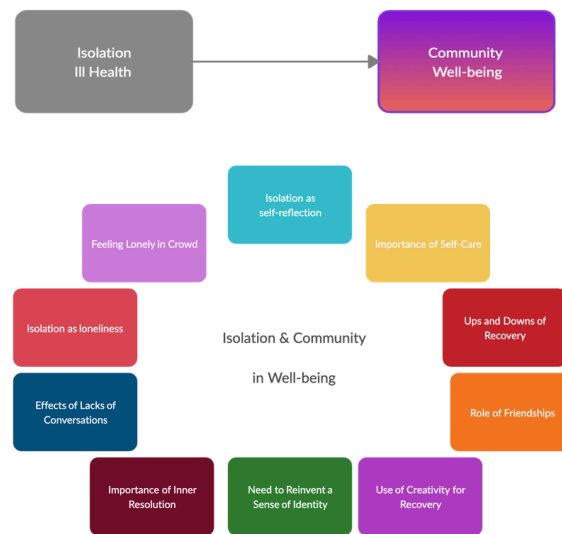 Isolation
Ill Health
Community
Well-being
Isolation as
self-reflection
Feeling Lonely in Crowd
Importance of Self-Care
Isolation as loneliness
Ups and Downs of
Recovery
Isolation & Community
in Well-being
Effects of Lacks of
Conversations
Role of Friendships
Importance of Inner
Resolution
Need to Reinvent a
Sense of Identity
Use of Creativity for
Recovery